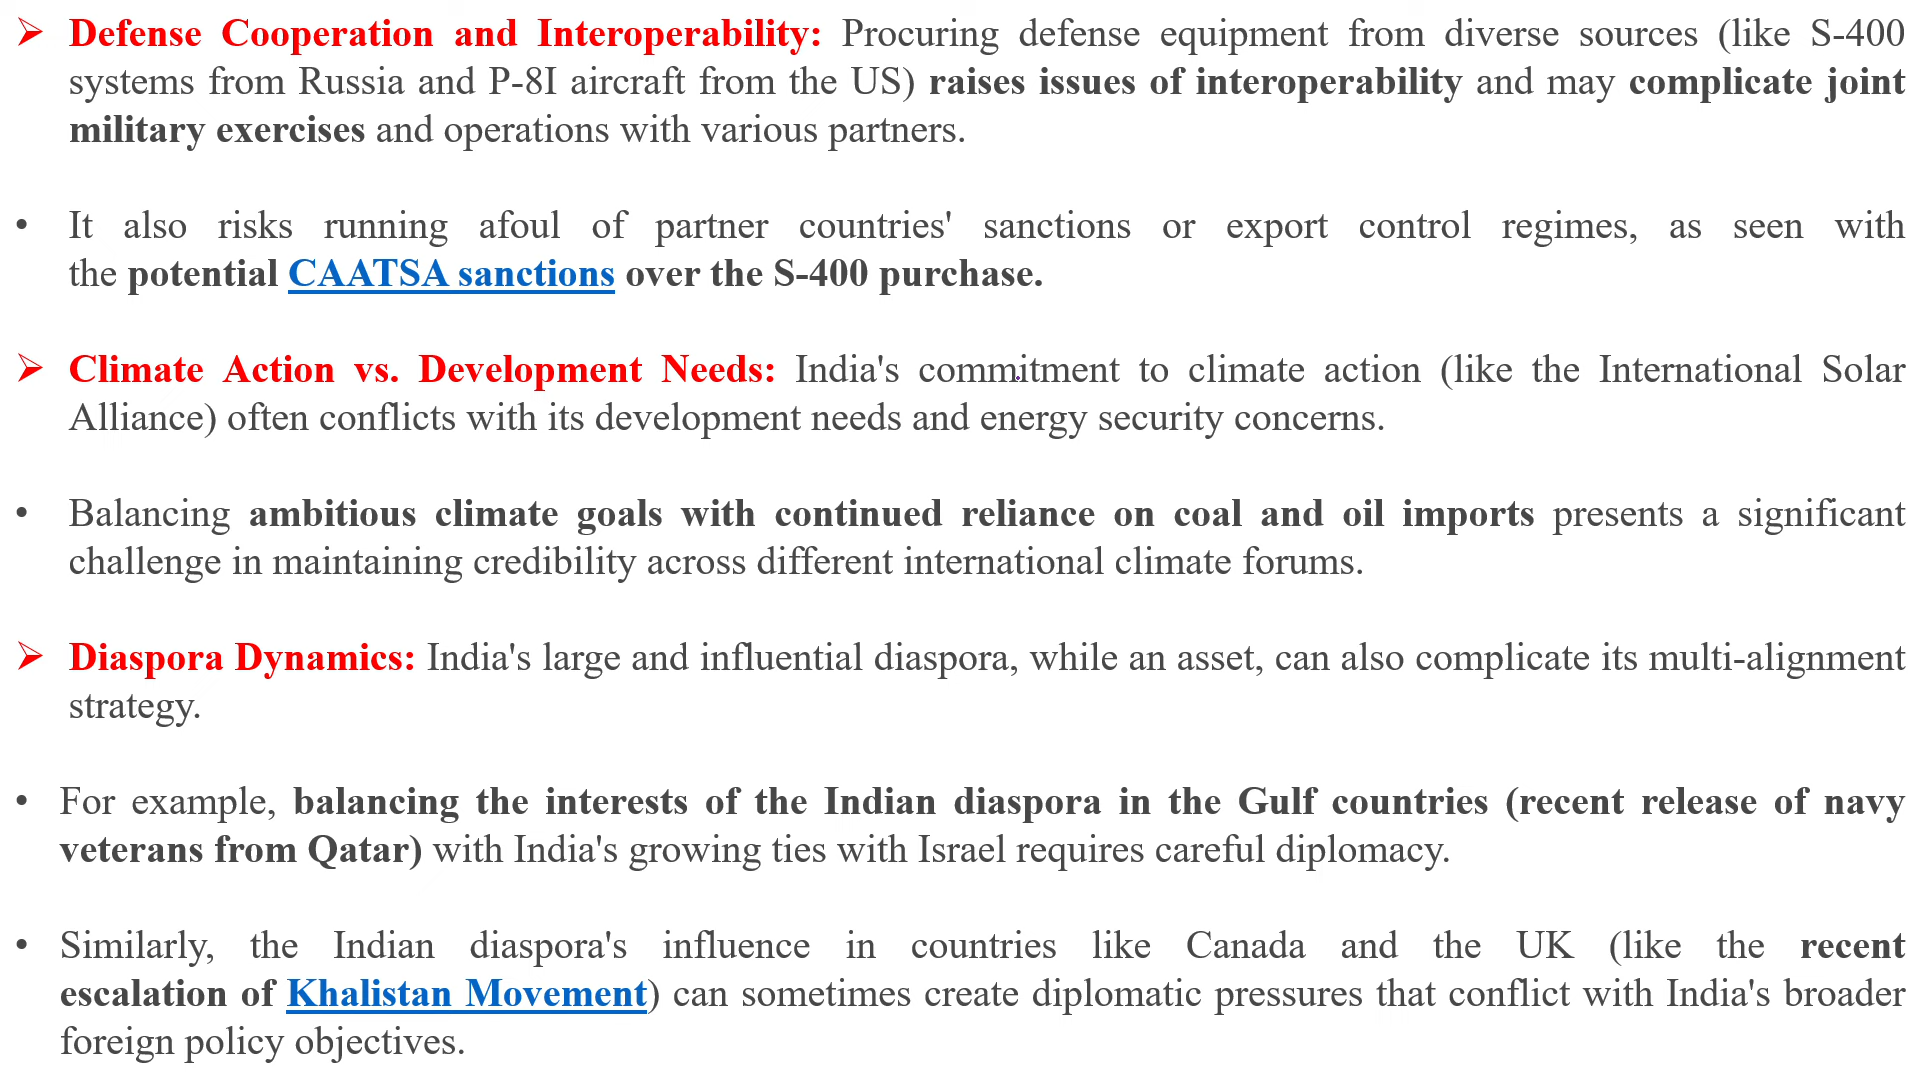 ➢ Defense Cooperation and Interoperability: Procuring defense equipment from diverse sources (like S-400
systems from Russia and P-8I aircraft from the US) raises issues of interoperability and may complicate joint
military exercises and operations with various partners.
• It also risks running afoul of partner countries' sanctions or export control regimes, as seen with
the potential CAATSA sanctions over the S-400 purchase.
➢ Climate Action vs. Development Needs: India's commitment to climate action (like the International Solar
Alliance) often conflicts with its development needs and energy security concerns.
• Balancing ambitious climate goals with continued reliance on coal and oil imports presents a significant
challenge in maintaining credibility across different international climate forums.
➢ Diaspora Dynamics: India's large and influential diaspora, while an asset, can also complicate its multi-alignment
strategy.
• For example, balancing the interests of the Indian diaspora in the Gulf countries (recent release of navy
veterans from Qatar) with India's growing ties with Israel requires careful diplomacy.
• Similarly, the Indian diaspora's influence in countries like Canada and the UK (like the recent
escalation of Khalistan Movement) can sometimes create diplomatic pressures that conflict with India's broader
foreign policy objectives.